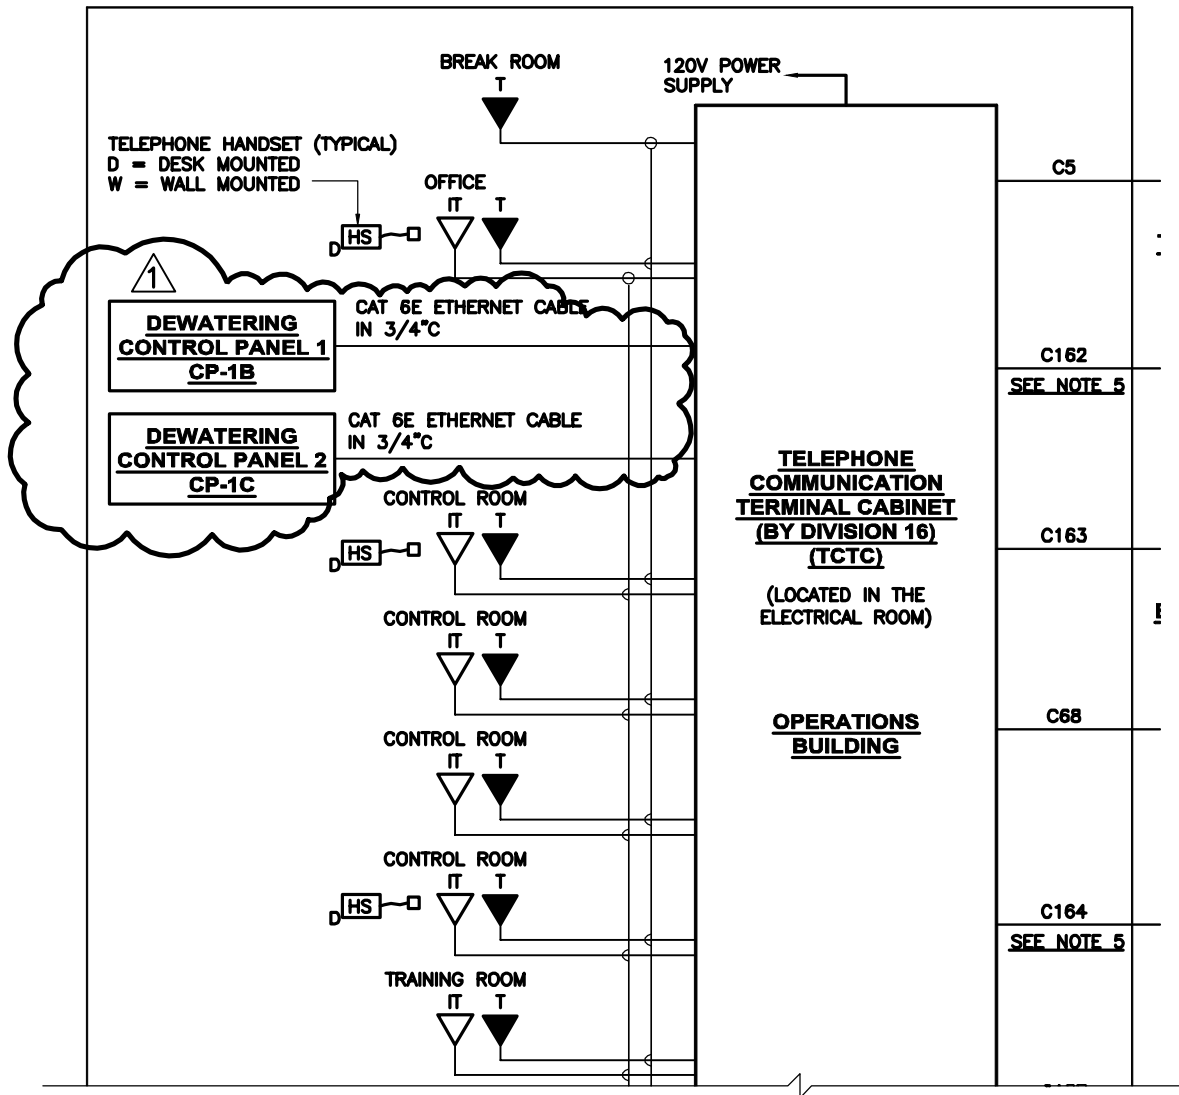 BREAK ROOM
T
120V POWER
SUPPLY
TELEPHONE HANDSET (TYPICAL)
D = DESK MOUNTED
W = WALL MOUNTED
OFFICE
IT T
D HS
C5
1
DEWATERING
CONTROL PANEL 1
CP-1B
CAT 6E ETHERNET CABLE
IN 3/4"C
C162
SEE NOTE 5
DEWATERING
CONTROL PANEL 2
CP-1C
CAT 6E ETHERNET CABLE
IN 3/4"C
TELEPHONE
COMMUNICATION
TERMINAL CABINET
(BY DIVISION 16)
(TCTC)
(LOCATED IN THE
ELECTRICAL ROOM)
OPERATIONS
BUILDING
CONTROL ROOM
IT T
D HS
C163
CONTROL ROOM
IT T
C68
CONTROL ROOM
IT T
CONTROL ROOM
IT T
D HS
C164
SEE NOTE 5
TRAINING ROOM
IT T